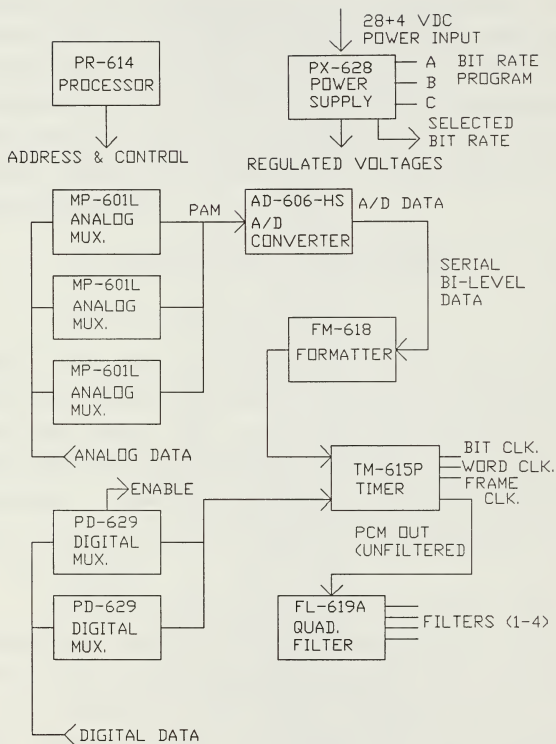 28+4 VDC
POWER INPUT
PR-614
PROCESSOR
PX-628
POWER
SUPPLY
A
B
C
BIT RATE
PROGRAM
SELECTED
BIT RATE
ADDRESS & CONTROL
REGULATED VOLTAGES
MP-601L
ANALOG
MUX.
PAM
AD-606-HS
A/D
CONVERTER
A/D DATA
MP-601L
ANALOG
MUX.
SERIAL
BI-LEVEL
DATA
MP-601L
ANALOG
MUX.
FM-618
FORMATTER
ANALOG DATA
TM-615P
TIMER
BIT CLK.
WORD CLK.
FRAME
CLK.
ENABLE
PD-629
DIGITAL
MUX.
PCM OUT
(UNFILTERED
PD-629
DIGITAL
MUX.
FL-619A
QUAD.
FILTER
FILTERS (1-4)
DIGITAL DATA